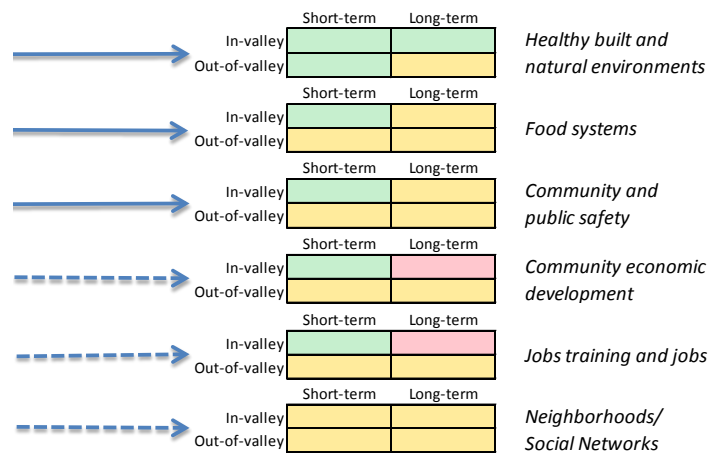 Short-term Long-term
In-valley
Out-of-valley
Healthy built and
natural environments
Short-term Long-term
In-valley
Out-of-valley
Food systems
Short-term Long-term
In-valley
Out-of-valley
Community and
public safety
Short-term Long-term
In-valley
Out-of-valley
Community economic
development
Short-term Long-term
In-valley
Out-of-valley
Jobs training and jobs
Short-term Long-term
In-valley
Out-of-valley
Neighborhoods/
Social Networks